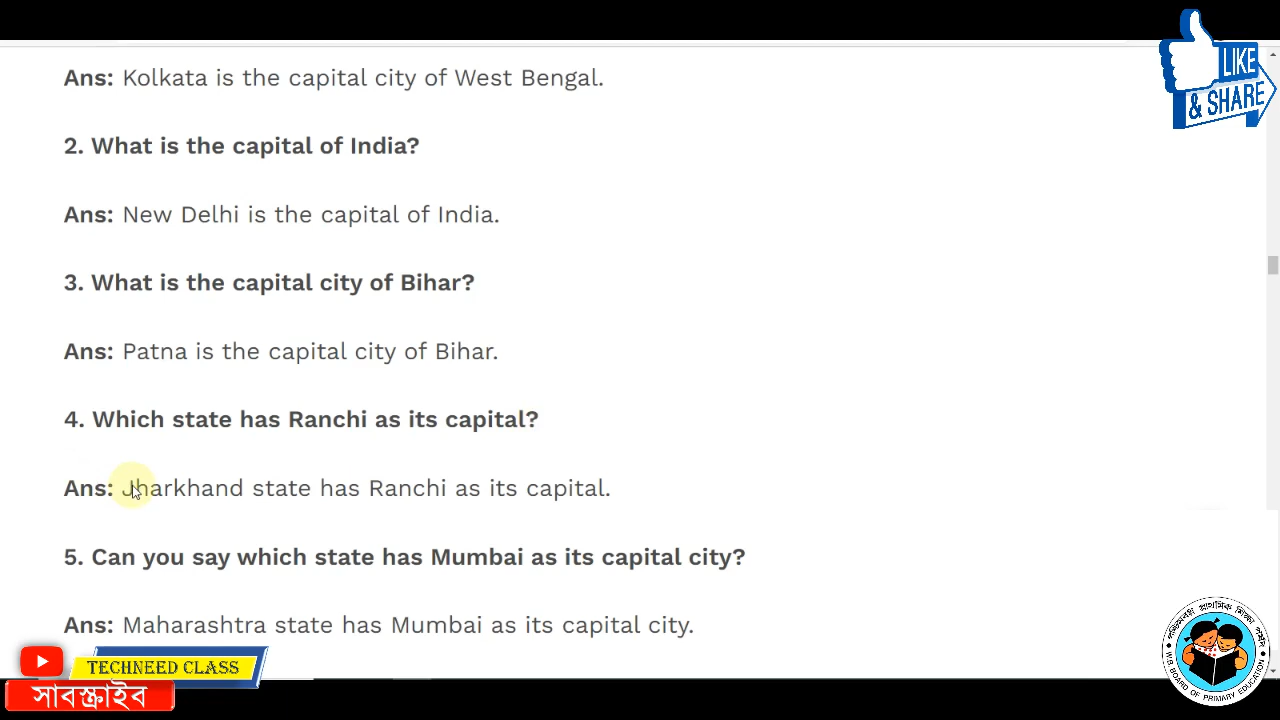 LIKE
& SHARE
Ans: Kolkata is the capital city of West Bengal.
2. What is the capital of India?
Ans: New Delhi is the capital of India.
3. What is the capital city of Bihar?
Ans: Patna is the capital city of Bihar.
4. Which state has Ranchi as its capital?
Ans: Jharkhand state has Ranchi as its capital.
5. Can you say which state has Mumbai as its capital city?
Ans: Maharashtra state has Mumbai as its capital city.
TECHNEED CLASS
সাবস্ক্রাইব
W.B. BOARD OF PRIMARY EDUCATION